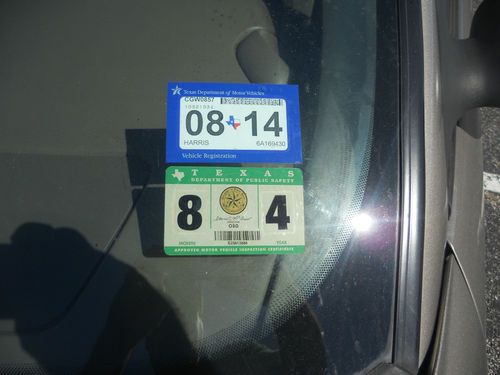 Texas Department of Motor Vehicles
CGW0857
08 14
HARRIS 6A169430
Vehicle Registration
TEXAS
DEPARTMENT OF PUBLIC SAFETY
8 4
MONTH YEAR
APPROVED MOTOR VEHICLE INSPECTION CERTIFICATE